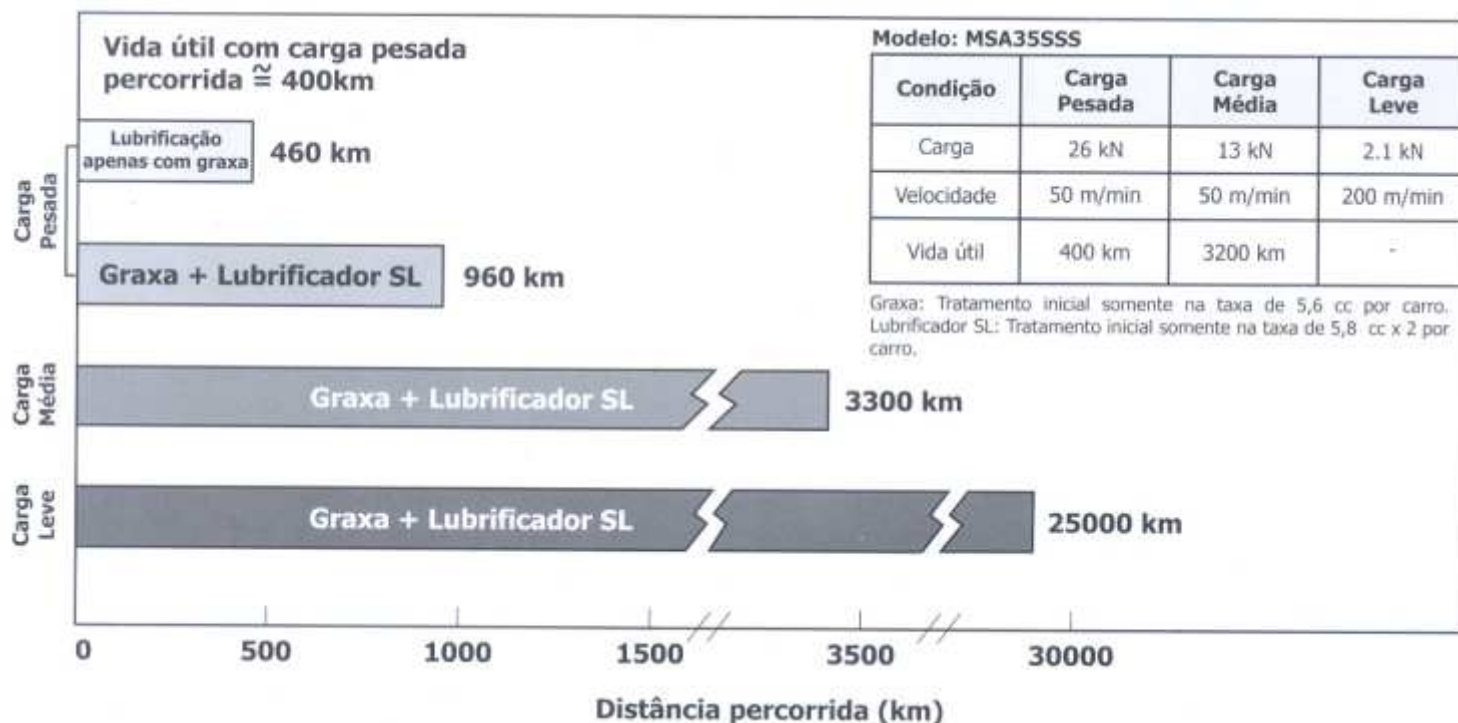 Vida útil com carga pesada
percorrida ≅ 400km
Modelo: MSA35SSS
Condição Carga Pesada Carga Média Carga Leve
Carga 26 kN 13 kN 2.1 kN
Velocidade 50 m/min 50 m/min 200 m/min
Vida útil 400 km 3200 km -
Graxa: Tratamento inicial somente na taxa de 5,6 cc por carro.
Lubrificador SL: Tratamento inicial somente na taxa de 5,8 cc x 2 por
carro.
Carga
Pesada
Lubrificação
apenas com graxa
460 km
Graxa + Lubrificador SL
960 km
Carga
Média
Graxa + Lubrificador SL
3300 km
Carga
Leve
Graxa + Lubrificador SL
25000 km
0 500 1000 1500 3500 30000
Distância percorrida (km)